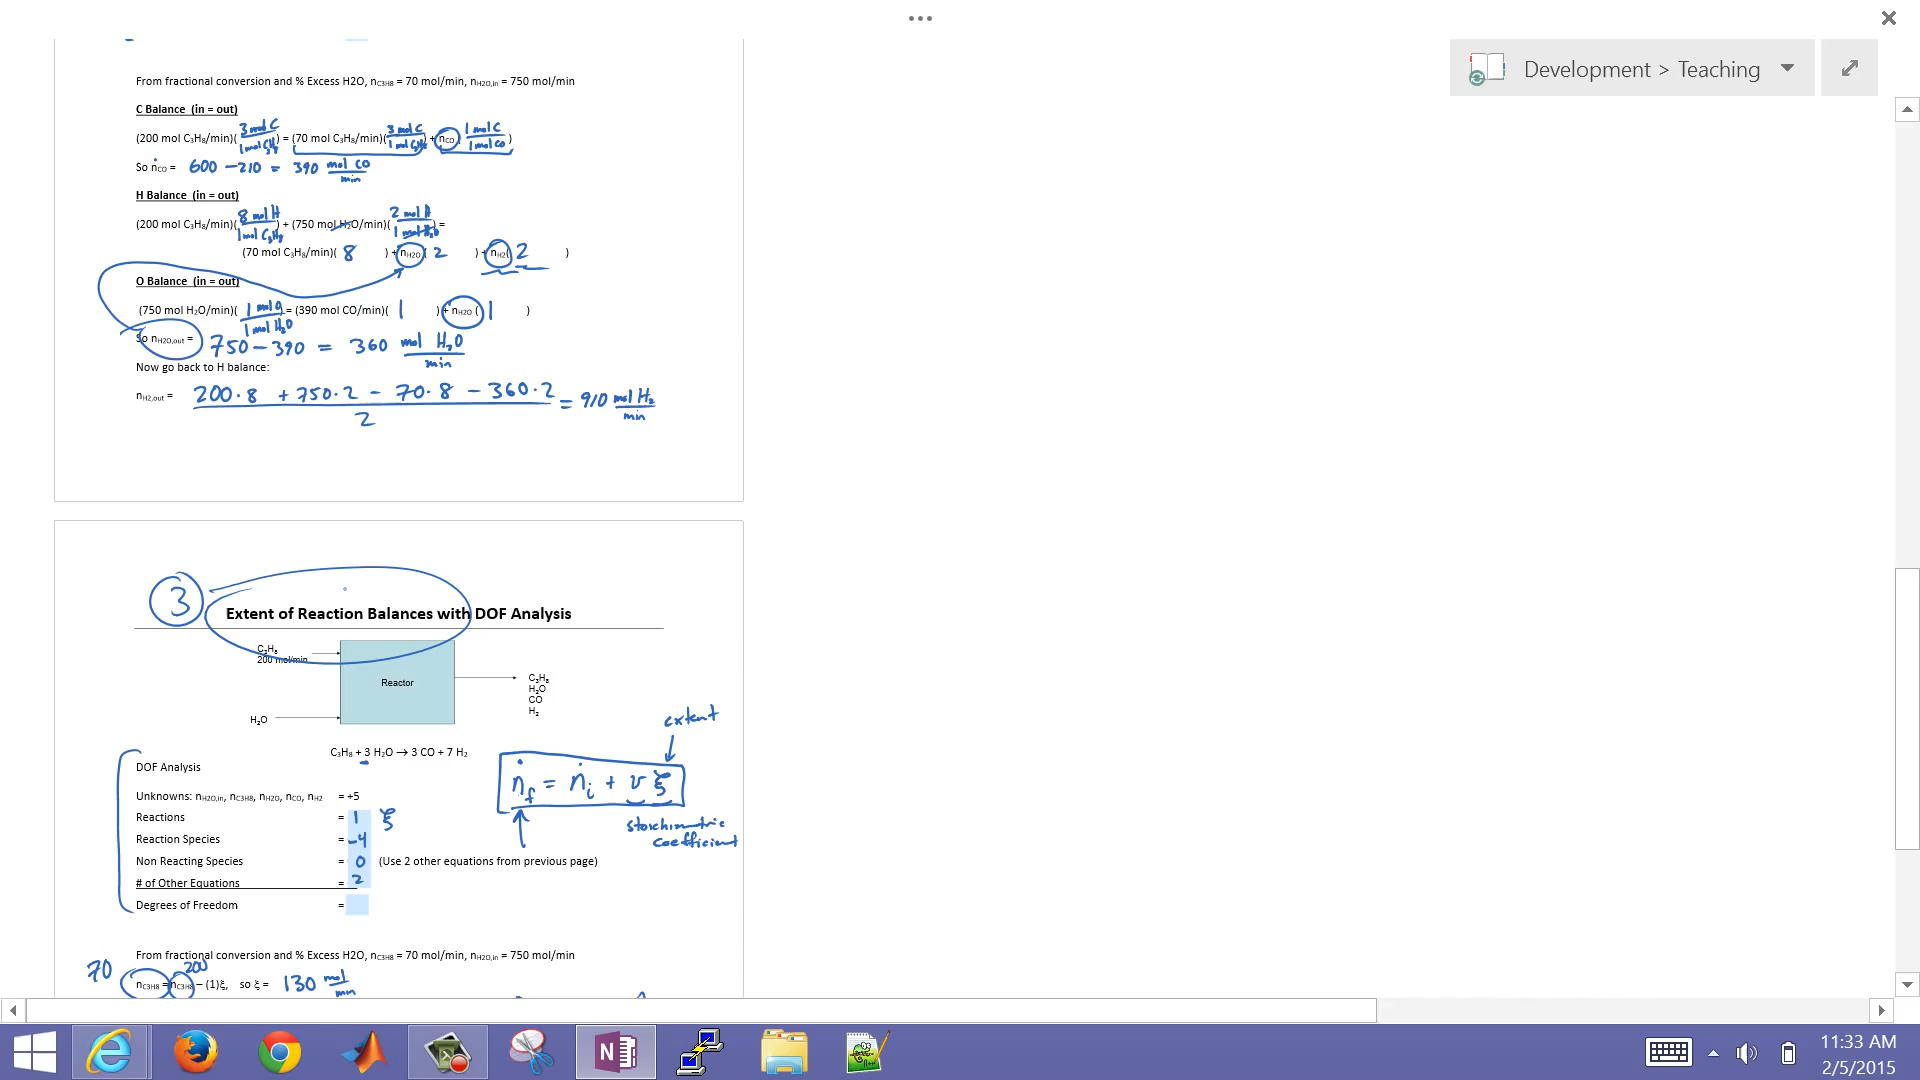 •••
Development > Teaching
From fractional conversion and % Excess H2O, nC3H8 = 70 mol/min, nH2O,in = 750 mol/min
C Balance (in = out)
(200 mol C3H8/min)( 3 mol C / 1 mol C3H8 ) = (70 mol C3H8/min)( 3 mol C / 1 mol C3H8 ) + nCO( 1 mol C / 1 mol CO )
So nCO = 600 − 210 = 390 mol CO / min
H Balance (in = out)
(200 mol C3H8/min)( 8 mol H / 1 mol C3H8 ) + (750 mol H2O/min)( 2 mol H / 1 mol H2O ) =
(70 mol C3H8/min)( 8 ) + nH2O( 2 ) + nH2( 2 )
O Balance (in = out)
(750 mol H2O/min)( 1 mol O / 1 mol H2O ) = (390 mol CO/min)( 1 ) + nH2O ( 1 )
So nH2O,out = 750 − 390 = 360 mol H2O / min
Now go back to H balance:
nH2,out = 200·8 + 750·2 − 70·8 − 360·2 / 2 = 910 mol H2 / min
3
Extent of Reaction Balances with DOF Analysis
C3H8
200 mol/min
Reactor
C3H8
H2O
CO
H2
H2O
extent
C3H8 + 3 H2O → 3 CO + 7 H2
DOF Analysis
ṅf = ṅi + ν ξ
Unknowns: nH2O,in, nC3H8, nH2O, nCO, nH2 = +5
Reactions = 1 ξ
stoichimetric
coefficient
Reaction Species = −4
Non Reacting Species = 0 (Use 2 other equations from previous page)
# of Other Equations = 2
Degrees of Freedom =
From fractional conversion and % Excess H2O, nC3H8 = 70 mol/min, nH2O,in = 750 mol/min
70 200
nC3H8 = nC3H8 – (1)ξ, so ξ = 130 mol / min
11:33 AM
2/5/2015